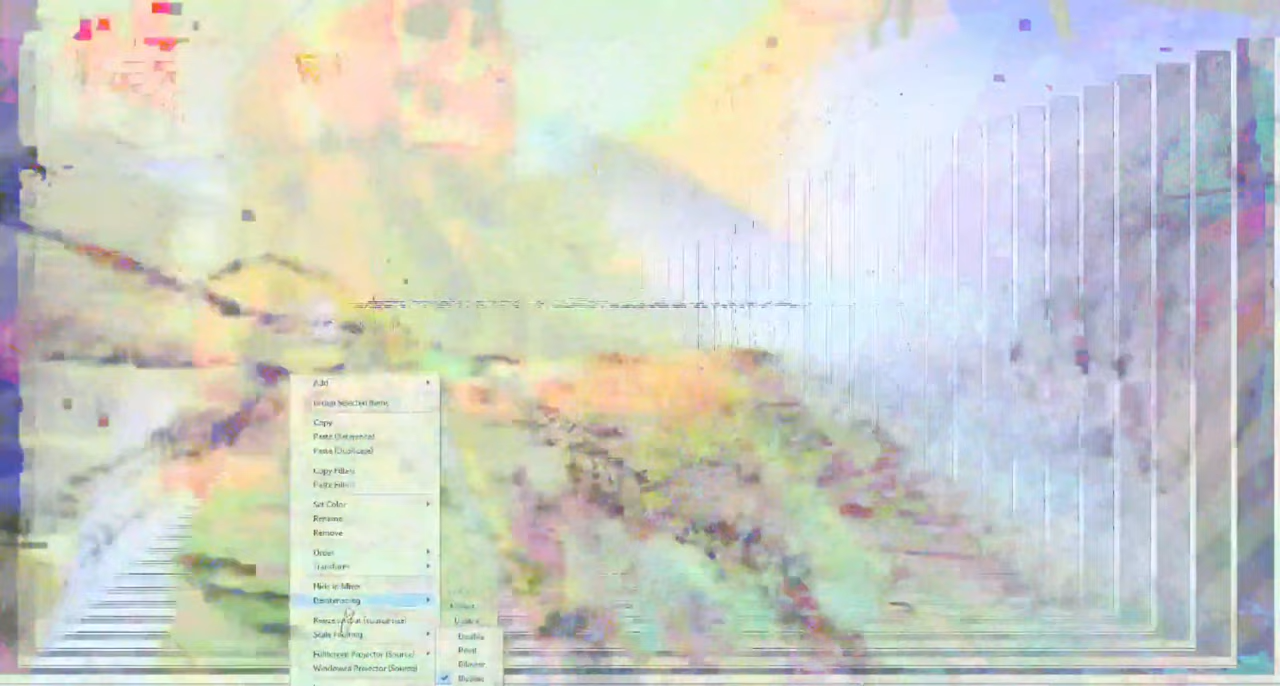 Add
Group Selected Items
Copy
Paste (Reference)
Paste (Duplicate)
Copy Filters
Paste Filters
Set Color
Rename
Remove
Order
Transform
Hide in Mixer
Deinterlacing
Scale Filtering
Fullscreen Projector (Source)
Windowed Projector (Source)
Disable
Point